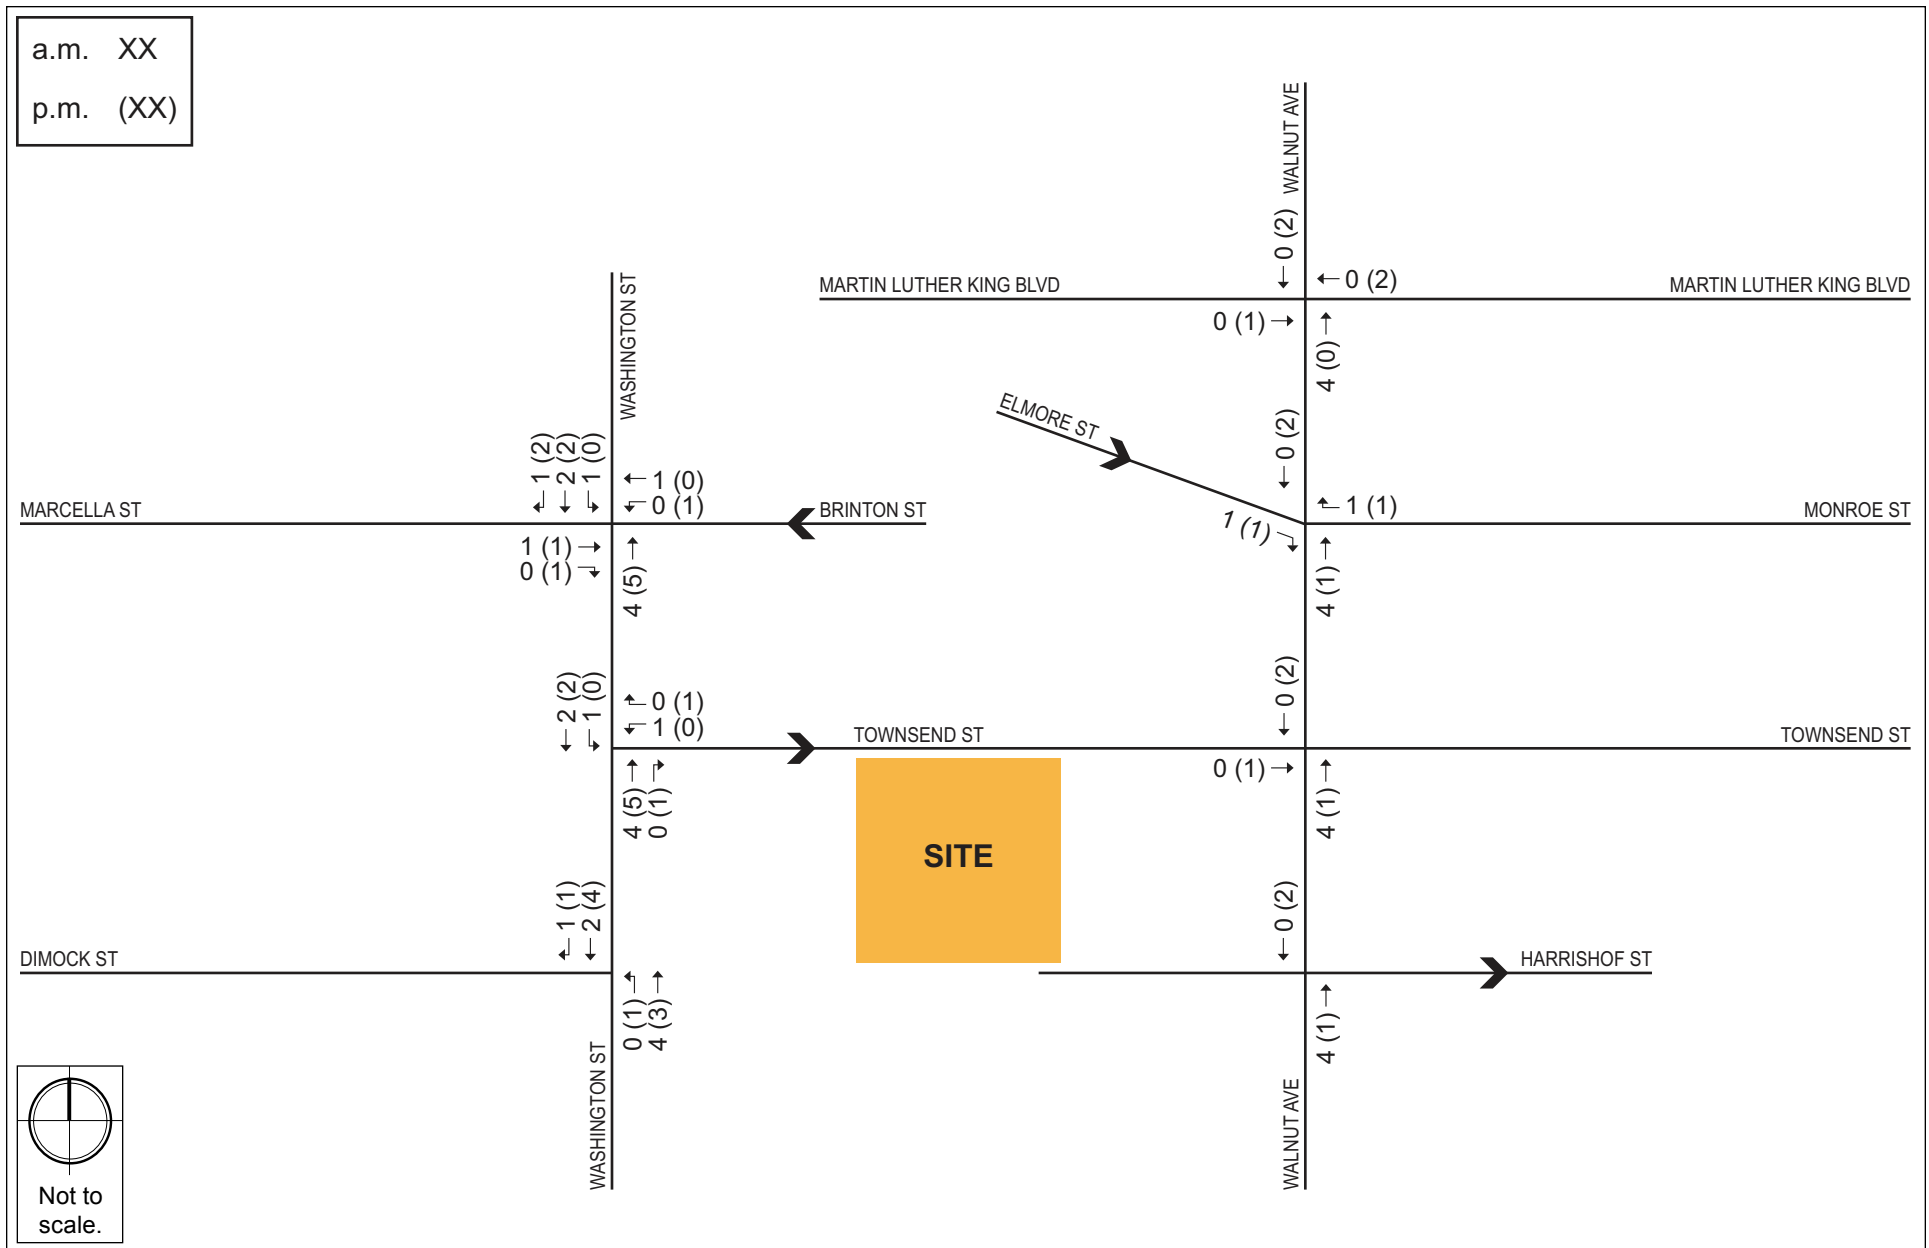 a.m. XX
p.m. (XX)
WALNUT AVE
0 (2)
0 (2)
MARTIN LUTHER KING BLVD
MARTIN LUTHER KING BLVD
0 (1)
4 (0)
WASHINGTON ST
ELMORE ST
0 (2)
1 (2)
2 (2)
1 (0)
1 (0)
0 (1)
MARCELLA ST
BRINTON ST
1 (1)
1 (1)
MONROE ST
1 (1)
0 (1)
4 (5)
4 (1)
2 (2)
1 (0)
0 (1)
1 (0)
0 (2)
TOWNSEND ST
TOWNSEND ST
0 (1)
4 (5)
0 (1)
4 (1)
SITE
1 (1)
2 (4)
0 (2)
DIMOCK ST
HARRISHOF ST
0 (1)
4 (3)
4 (1)
WASHINGTON ST
WALNUT AVE
Not to
scale.